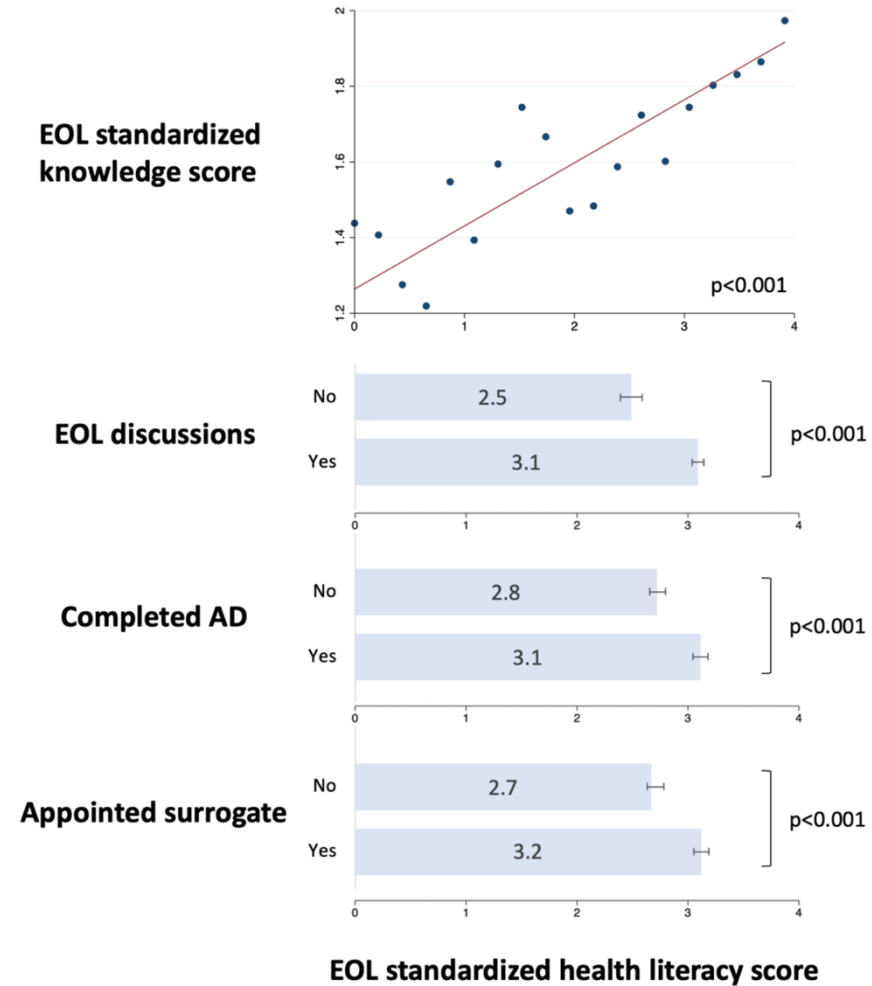 2
1.8
EOL standardized
knowledge score
1.6
1.4
p<0.001
1.2
0 1 2 3 4
No 2.5
EOL discussions p<0.001
Yes 3.1
0 1 2 3 4
No 2.8
Completed AD p<0.001
Yes 3.1
0 1 2 3 4
No 2.7
Appointed surrogate p<0.001
Yes 3.2
0 1 2 3 4
EOL standardized health literacy score